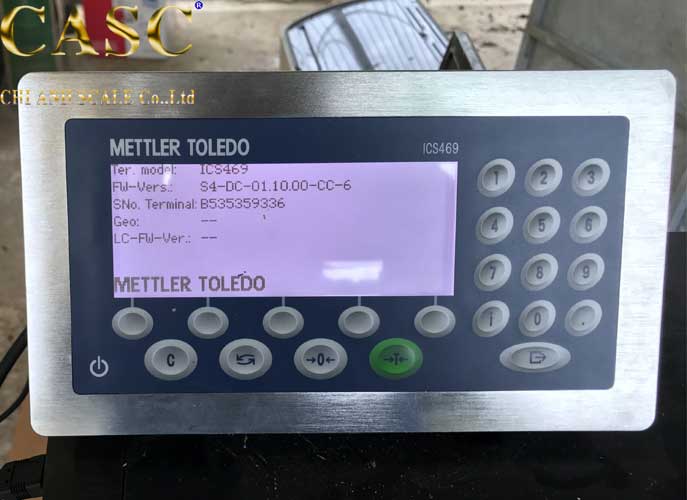 CASC®
CHI ANH SCALE Co.,Ltd
METTLER TOLEDO
ICS469
Ter. model: ICS469
FW-Vers.: S4-DC-01.10.00-CC-6
SNo. Terminal: B535359336
Geo: --
LC-FW-Ver.: --
METTLER TOLEDO
1 2 3
4 5 6
7 8 9
i 0 .
C →0← →T←